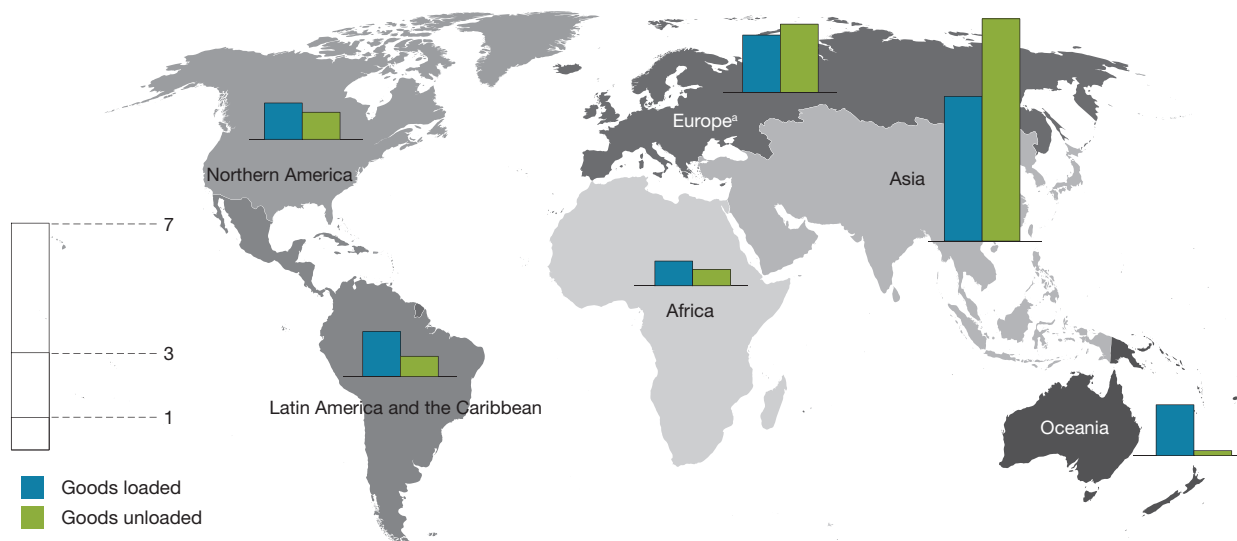 Europeᵃ
Northern America
Asia
7
Africa
3
Latin America and the Caribbean
1
Oceania
Goods loaded
Goods unloaded